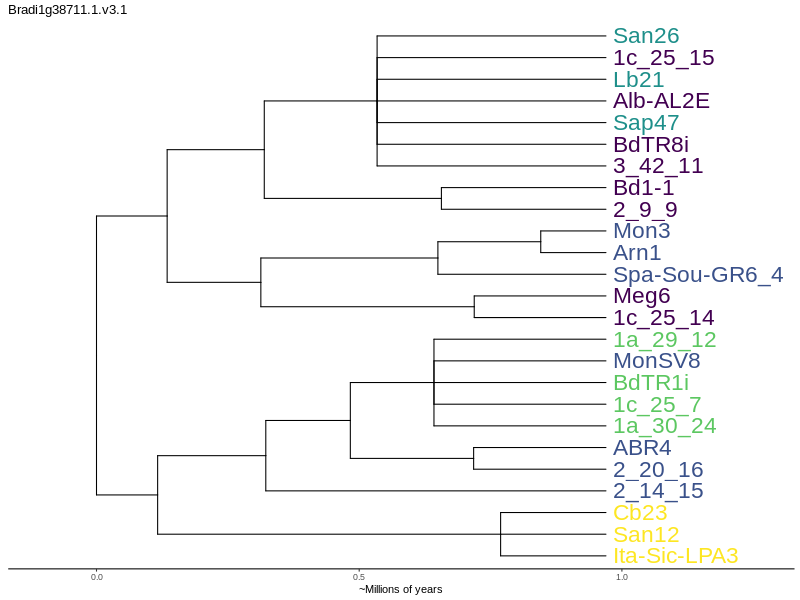 Bradi1g38711.1.v3.1
San26
1c_25_15
Lb21
Alb-AL2E
Sap47
BdTR8i
3_42_11
Bd1-1
2_9_9
Mon3
Arn1
Spa-Sou-GR6_4
Meg6
1c_25_14
1a_29_12
MonSV8
BdTR1i
1c_25_7
1a_30_24
ABR4
2_20_16
2_14_15
Cb23
San12
Ita-Sic-LPA3
0.0 0.5 1.0
~Millions of years